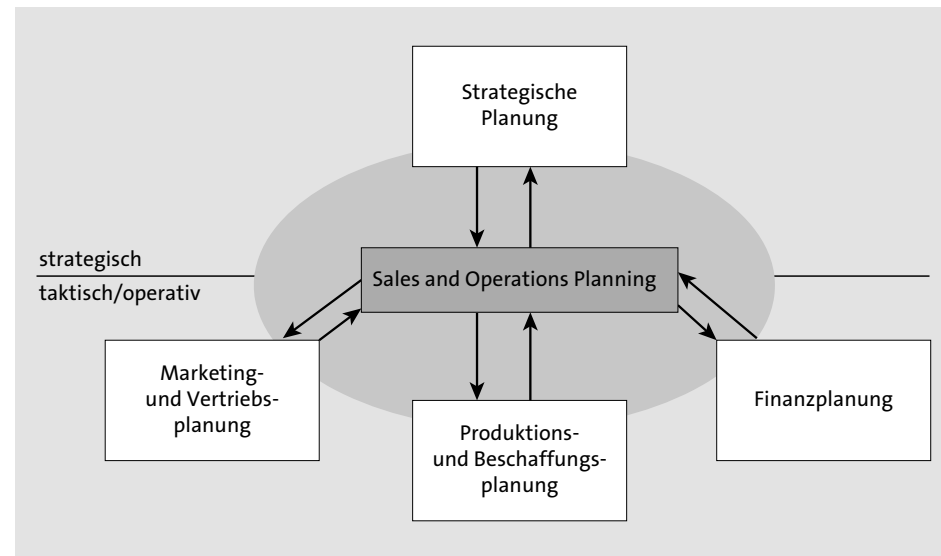 Strategische
Planung
strategisch
Sales and Operations Planning
taktisch/operativ
Marketing-
und Vertriebs-
planung
Produktions-
und Beschaffungs-
planung
Finanzplanung